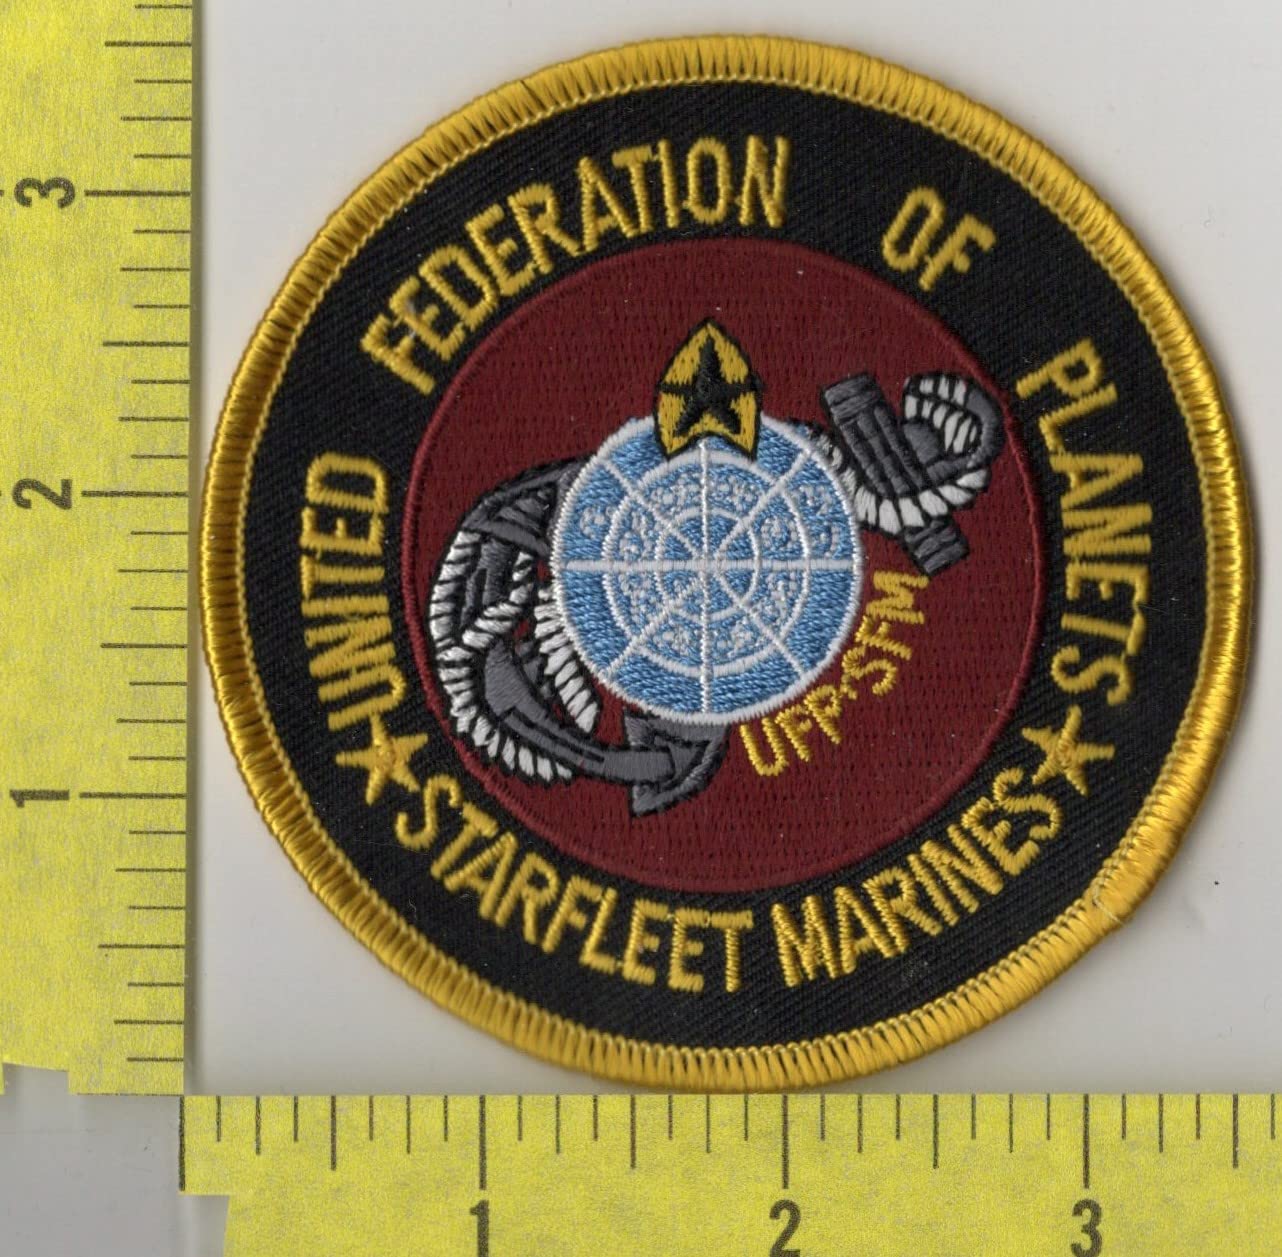 UNITED FEDERATION OF PLANETS
UFP·SFM
STARFLEET MARINES
3
2
1
1 2 3